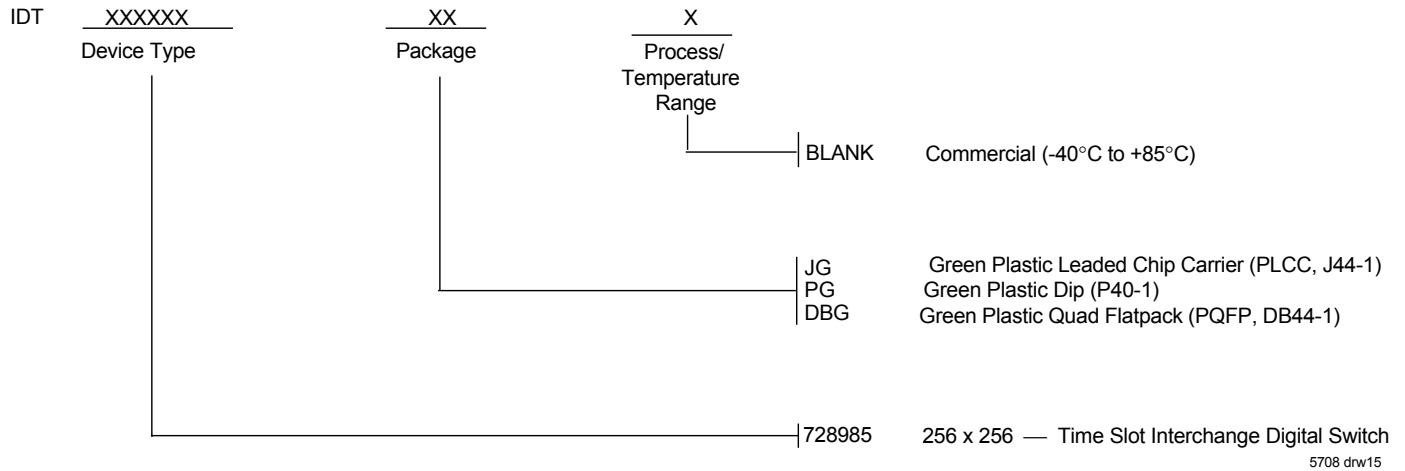 IDT XXXXXX XX X
Device Type Package Process/
Temperature
Range
BLANK Commercial (-40°C to +85°C)
JG Green Plastic Leaded Chip Carrier (PLCC, J44-1)
PG Green Plastic Dip (P40-1)
DBG Green Plastic Quad Flatpack (PQFP, DB44-1)
728985 256 x 256 — Time Slot Interchange Digital Switch
5708 drw15